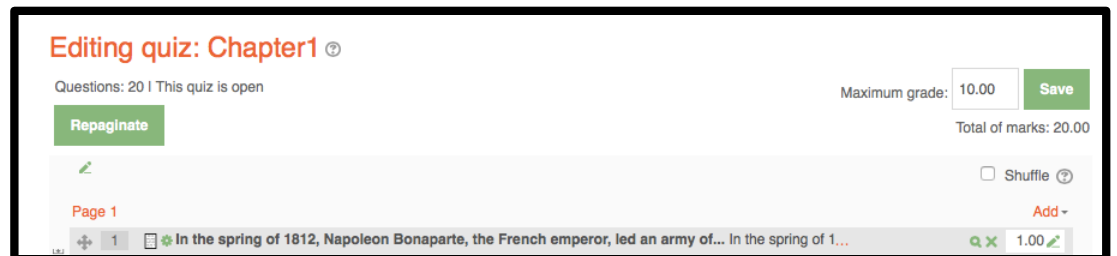 Editing quiz: Chapter1
Questions: 20 | This quiz is open
Maximum grade: 10.00 Save
Repaginate
Total of marks: 20.00
Shuffle
Page 1
Add
1 In the spring of 1812, Napoleon Bonaparte, the French emperor, led an army of... In the spring of 1... 1.00